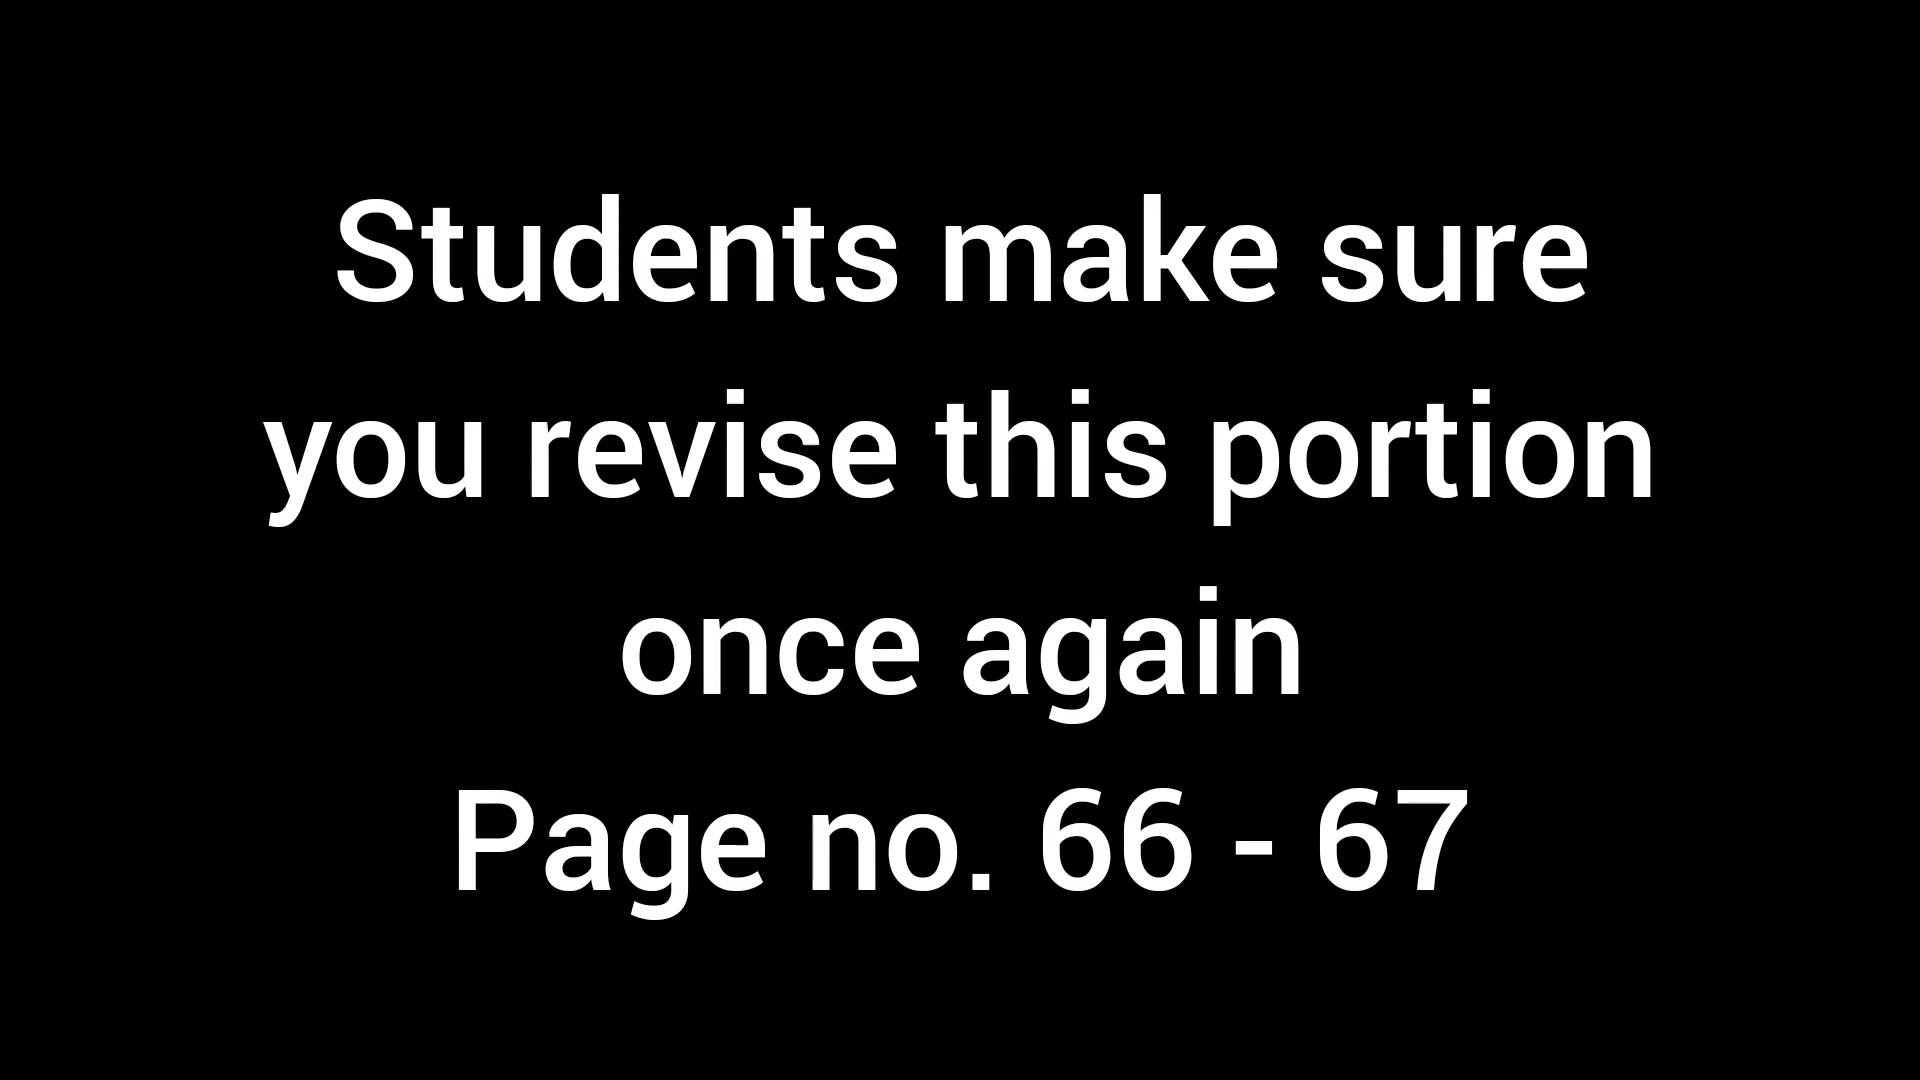 Students make sure
you revise this portion
once again
Page no. 66 - 67